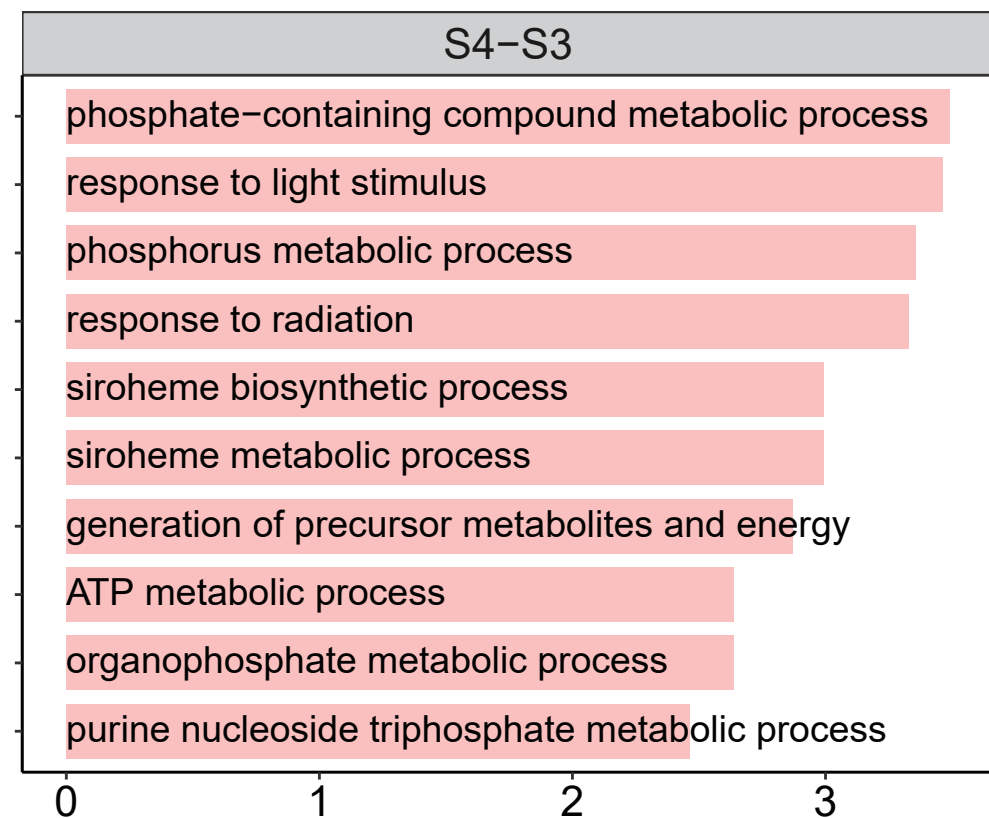 S4−S3
phosphate−containing compound metabolic process
response to light stimulus
phosphorus metabolic process
response to radiation
siroheme biosynthetic process
siroheme metabolic process
generation of precursor metabolites and energy
ATP metabolic process
organophosphate metabolic process
purine nucleoside triphosphate metabolic process
0 1 2 3